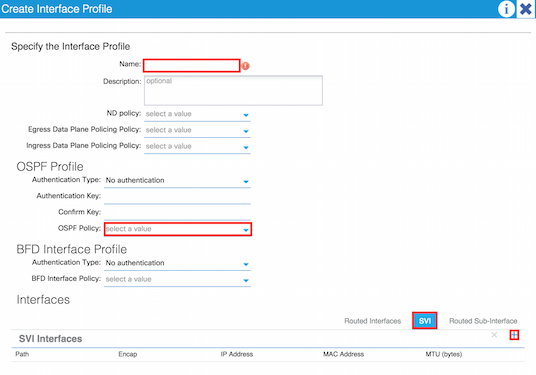 Create Interface Profile
Specify the Interface Profile
Name:
Description: optional
ND policy: select a value
Egress Data Plane Policing Policy: select a value
Ingress Data Plane Policing Policy: select a value
OSPF Profile
Authentication Type: No authentication
Authentication Key:
Confirm Key:
OSPF Policy: select a value
BFD Interface Profile
Authentication Type: No authentication
BFD Interface Policy: select a value
Interfaces
Routed Interfaces SVI Routed Sub-Interface
SVI Interfaces
Path Encap IP Address MAC Address MTU (bytes)